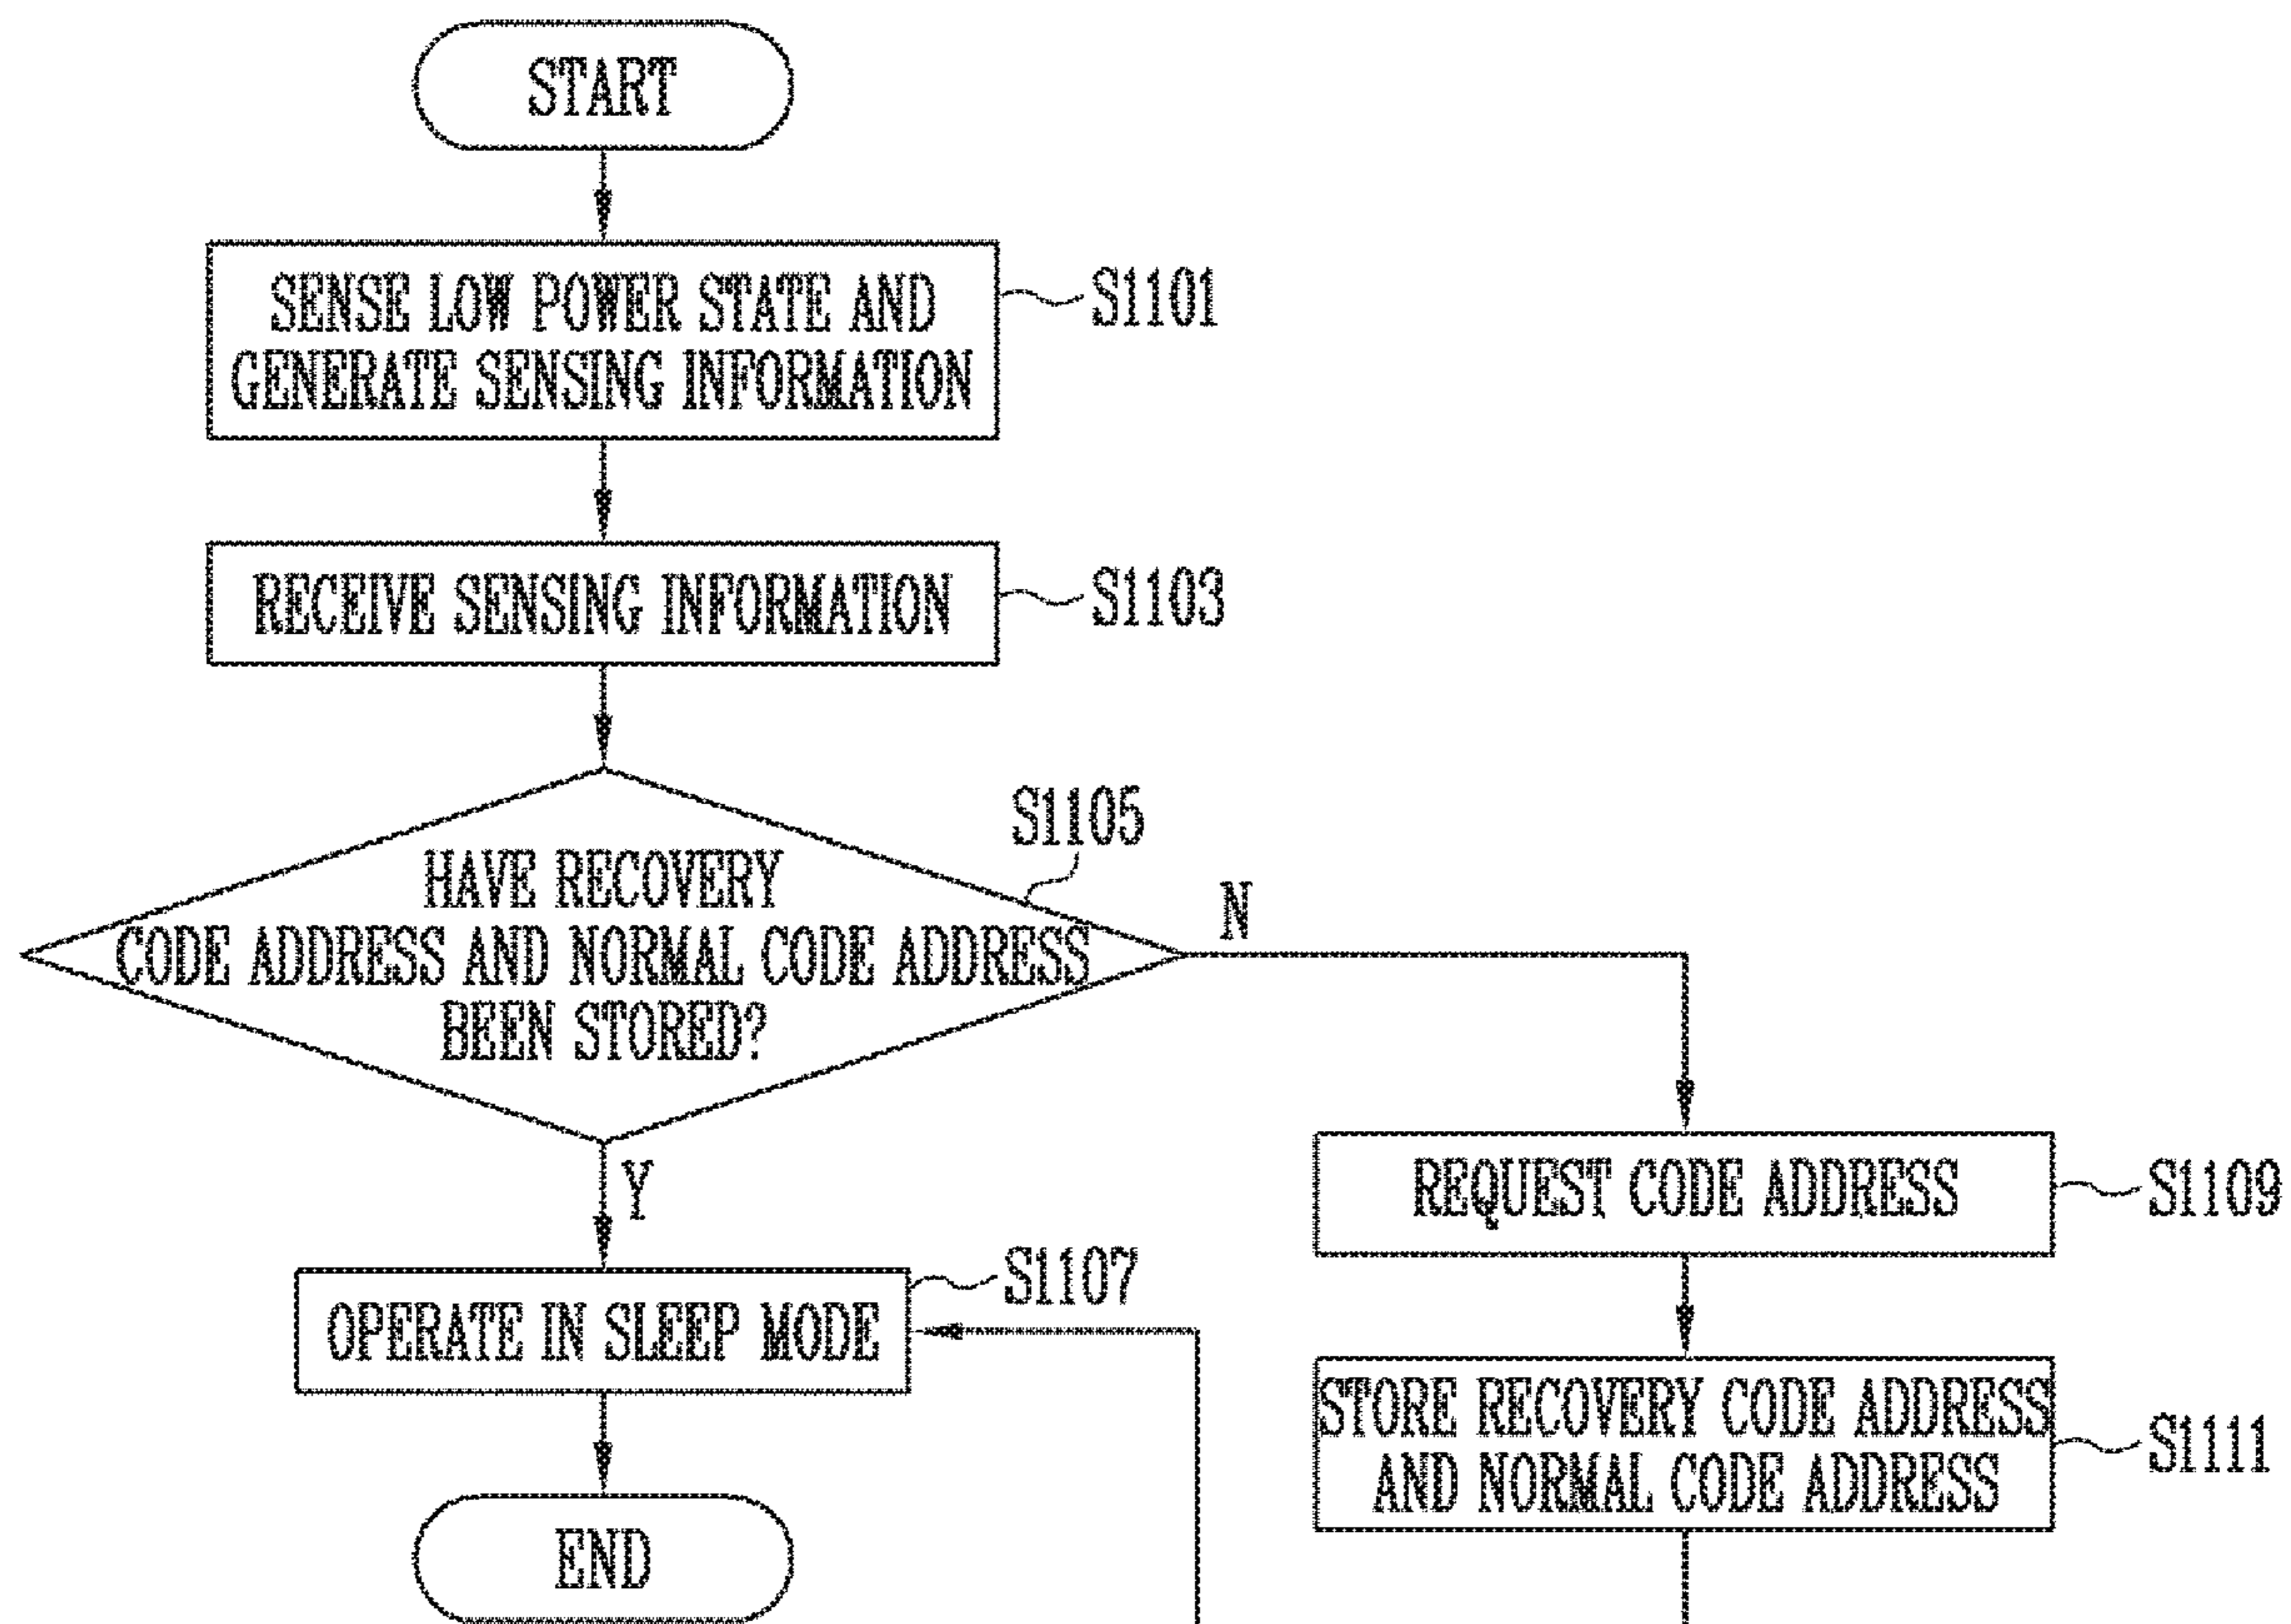 START
SENSE LOW POWER STATE AND
GENERATE SENSING INFORMATION
S1101
RECEIVE SENSING INFORMATION
S1103
S1105
HAVE RECOVERY
CODE ADDRESS AND NORMAL CODE ADDRESS
BEEN STORED?
N
Y
REQUEST CODE ADDRESS
S1109
S1107
OPERATE IN SLEEP MODE
STORE RECOVERY CODE ADDRESS
AND NORMAL CODE ADDRESS
S1111
END